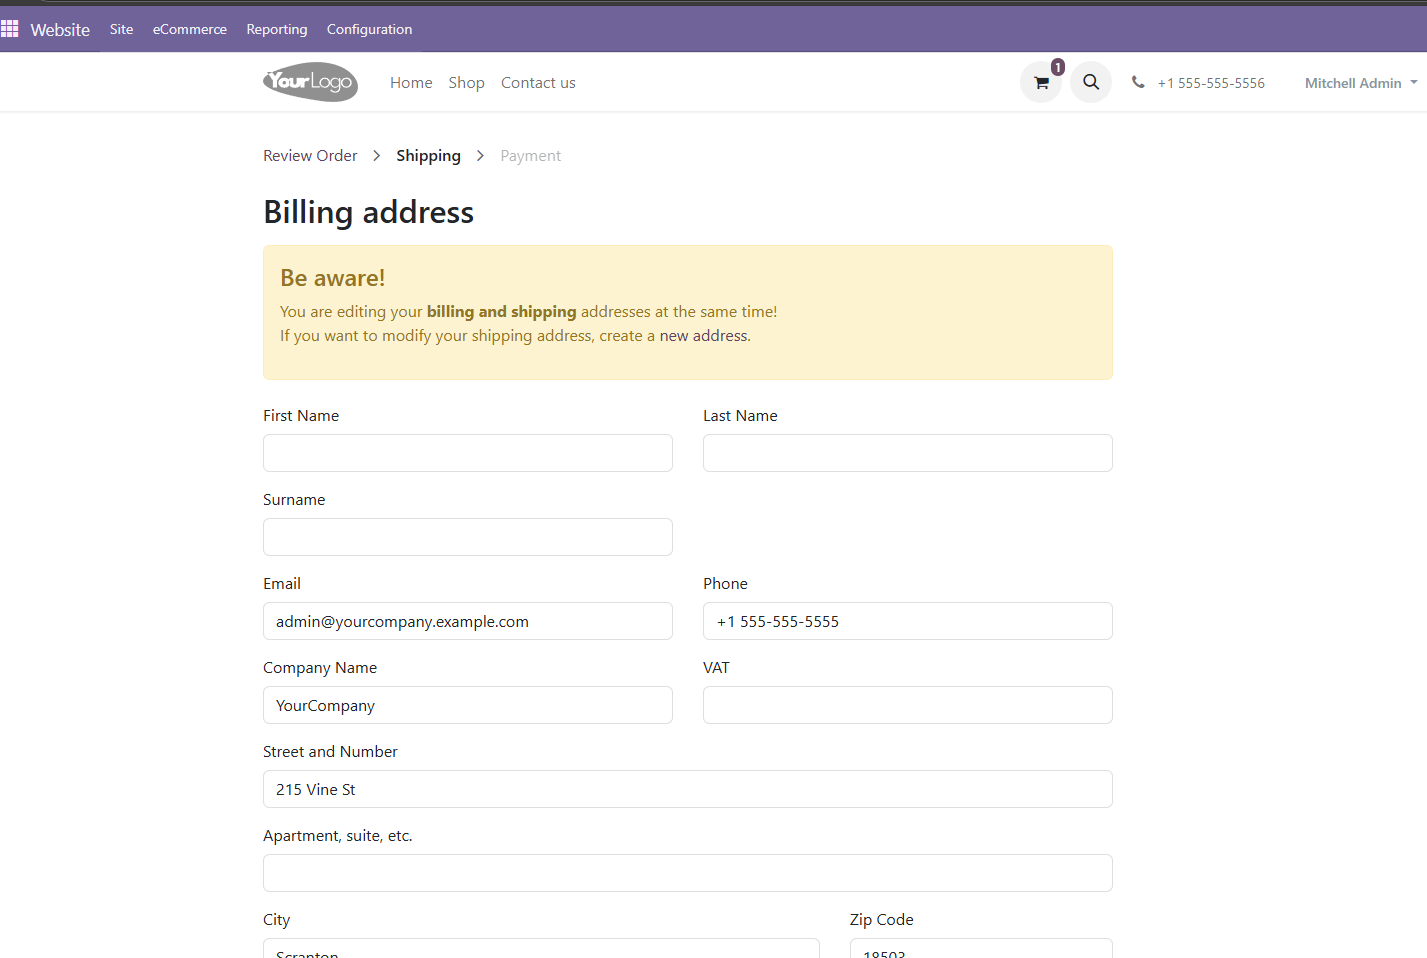 Website Site eCommerce Reporting Configuration
YourLogo Home Shop Contact us 1 +1 555-555-5556 Mitchell Admin
Review Order Shipping Payment
Billing address
Be aware!
You are editing your billing and shipping addresses at the same time!
If you want to modify your shipping address, create a new address.
First Name Last Name
Surname
Email Phone
admin@yourcompany.example.com +1 555-555-5555
Company Name VAT
YourCompany
Street and Number
215 Vine St
Apartment, suite, etc.
City Zip Code
Scranton 18503